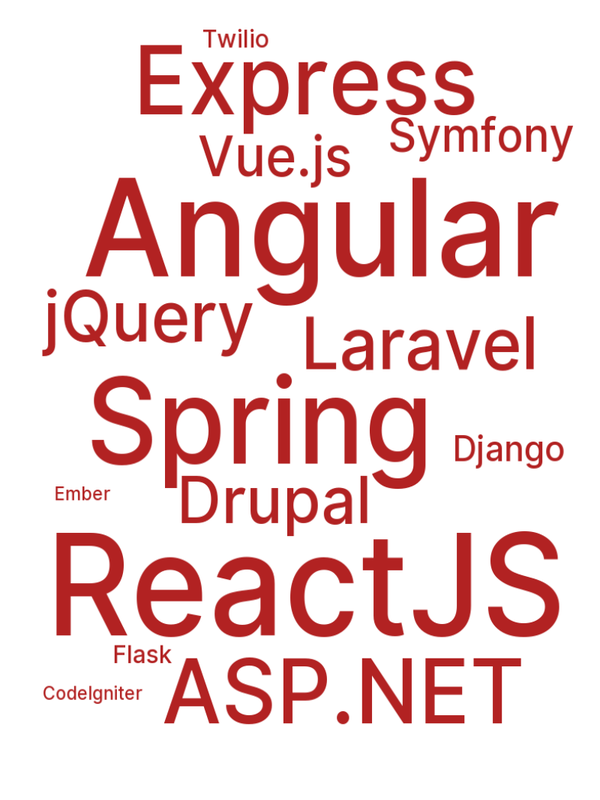 Twilio
Express
Symfony
Vue.js
Angular
jQuery
Laravel
Spring
Django
Ember
Drupal
ReactJS
Flask
CodeIgniter
ASP.NET